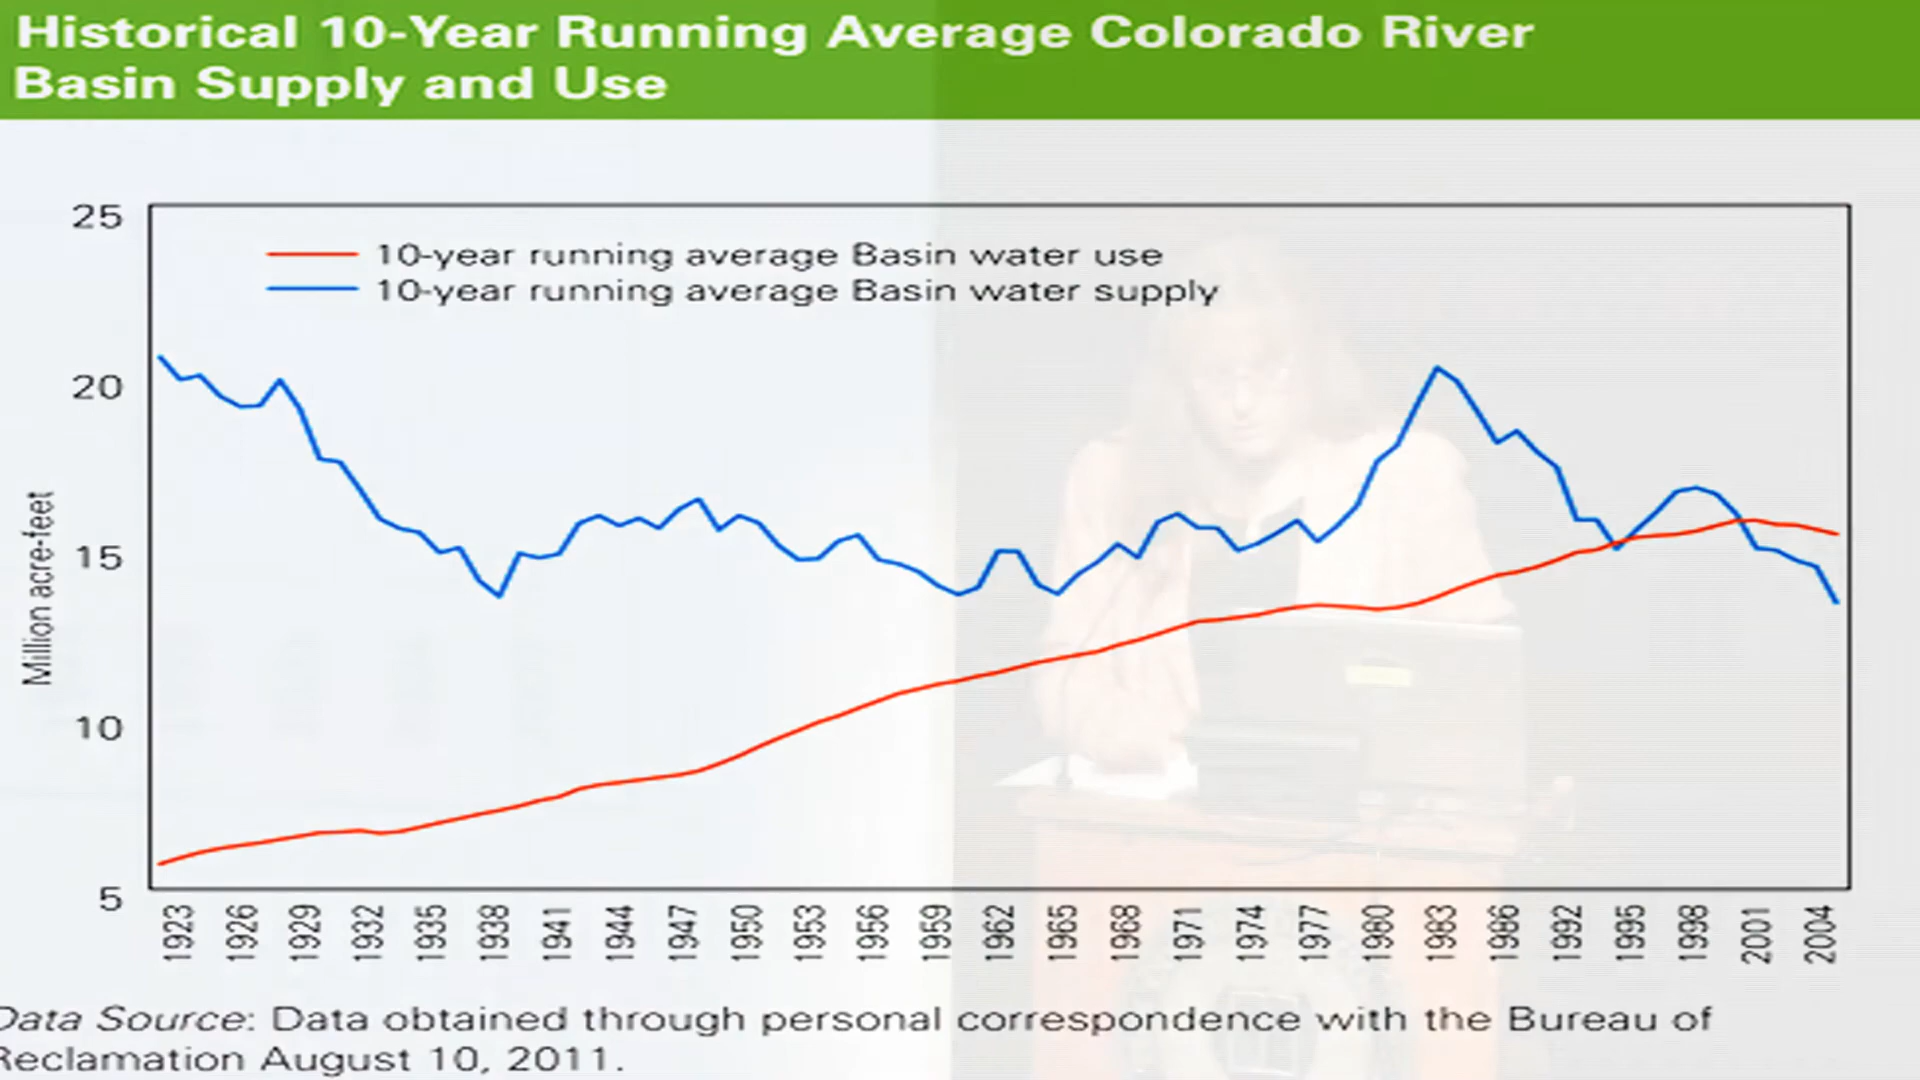 Historical 10-Year Running Average Colorado River
Basin Supply and Use
25
10-year running average Basin water use
10-year running average Basin water supply
20
Million acre-feet
15
10
5
1923 1926 1929 1932 1935 1938 1941 1944 1947 1950 1953 1956 1959 1962 1965 1968 1971 1974 1977 1980 1983 1986 1992 1995 1998 2001 2004
Data Source: Data obtained through personal correspondence with the Bureau of
Reclamation August 10, 2011.